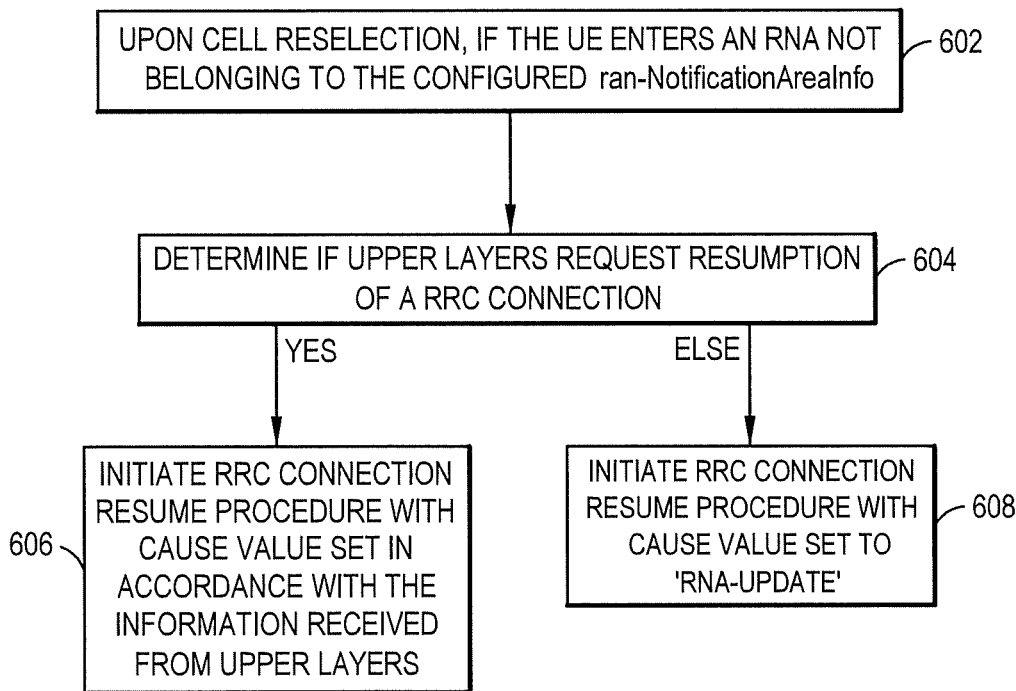 UPON CELL RESELECTION, IF THE UE ENTERS AN RNA NOT
BELONGING TO THE CONFIGURED ran-NotificationAreaInfo
602
DETERMINE IF UPPER LAYERS REQUEST RESUMPTION
OF A RRC CONNECTION
604
YES
ELSE
INITIATE RRC CONNECTION
RESUME PROCEDURE WITH
CAUSE VALUE SET IN
ACCORDANCE WITH THE
INFORMATION RECEIVED
FROM UPPER LAYERS
606
INITIATE RRC CONNECTION
RESUME PROCEDURE WITH
CAUSE VALUE SET TO
'RNA-UPDATE'
608